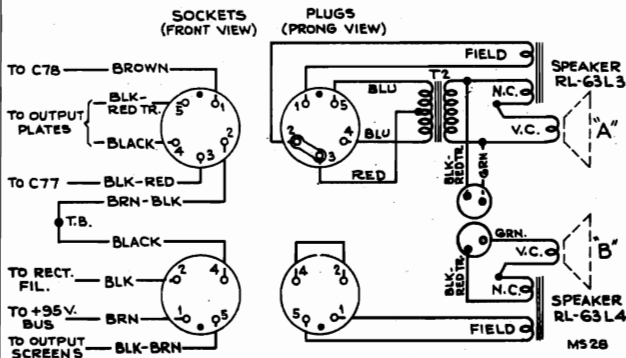 SOCKETS
(FRONT VIEW)
PLUGS
(PRONG VIEW)
FIELD
SPEAKER
RL-63L3
TO C78
BROWN
BLU
T2
N.C.
BLK-
RED TR.
5
1
1
5
TO OUTPUT
PLATES
V.C.
"A"
BLACK
4
2
3
2
3
4
BLU
BLK-
RED TR.
GRN
TO C77
BLK-RED
RED
BRN-BLK
T.B.
GRN.
BLACK
V.C.
"B"
TO RECT.
FIL.
BLK
2
4
4
2
BLK-
RED TR.
N.C.
SPEAKER
RL-63L4
TO +95 V.
BUS
BRN
1
5
5
1
FIELD
TO OUTPUT
SCREENS
BLK-BRN
MS28